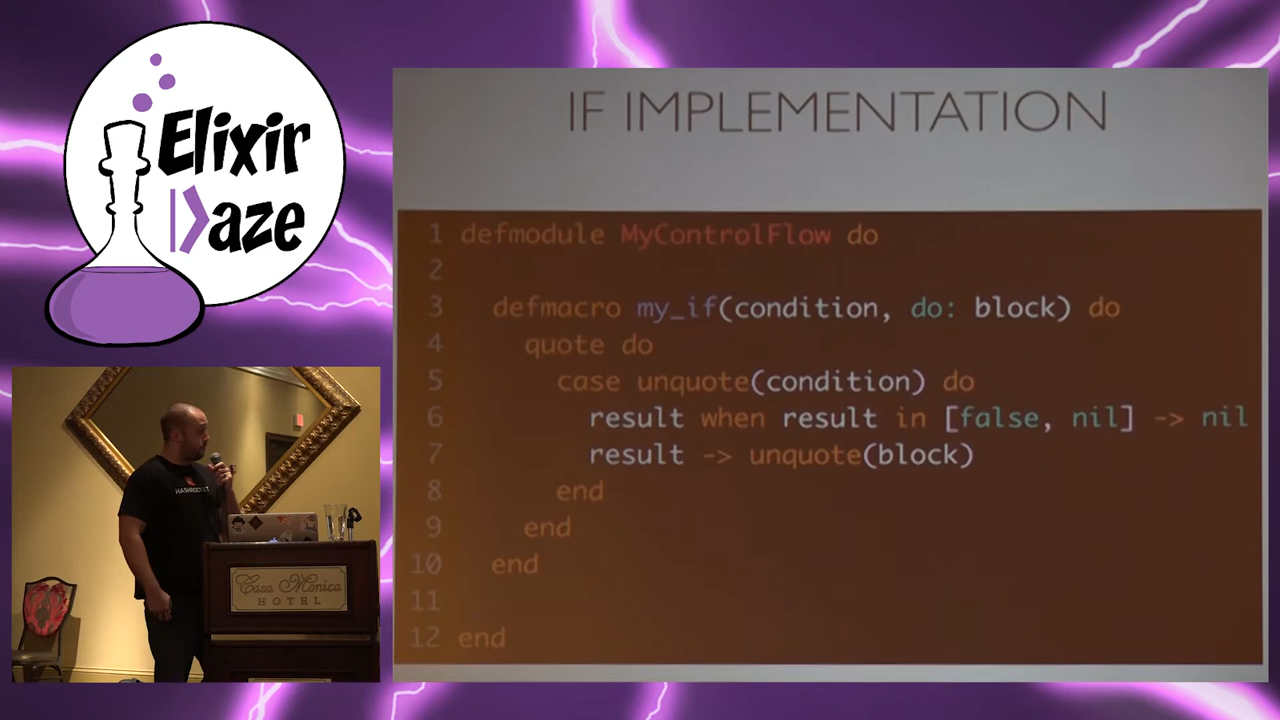 Elixir
|>aze
IF IMPLEMENTATION
1 defmodule MyControlFlow do
2
3   defmacro my_if(condition, do: block) do
4     quote do
5       case unquote(condition) do
6         result when result in [false, nil] -> nil
7         result -> unquote(block)
8       end
9     end
10   end
11
12 end
HASHROCKET
Casa Monica
HOTEL